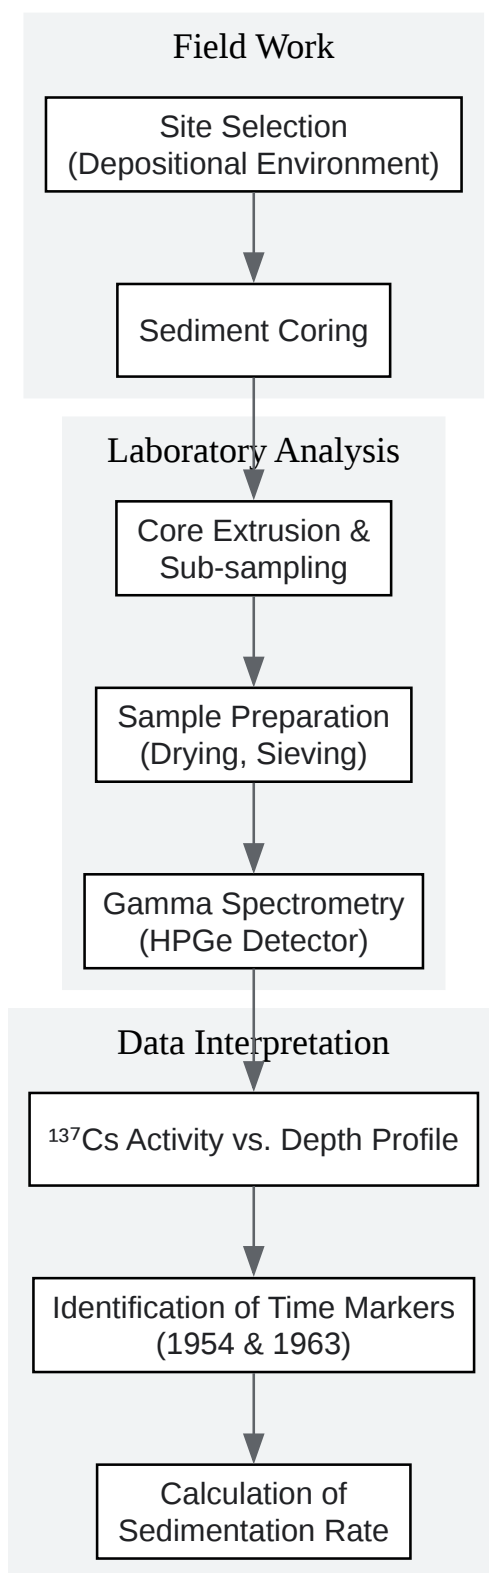 Field Work
Site Selection
(Depositional Environment)
Sediment Coring
Laboratory Analysis
Core Extrusion &
Sub-sampling
Sample Preparation
(Drying, Sieving)
Gamma Spectrometry
(HPGe Detector)
Data Interpretation
¹³⁷Cs Activity vs. Depth Profile
Identification of Time Markers
(1954 & 1963)
Calculation of
Sedimentation Rate